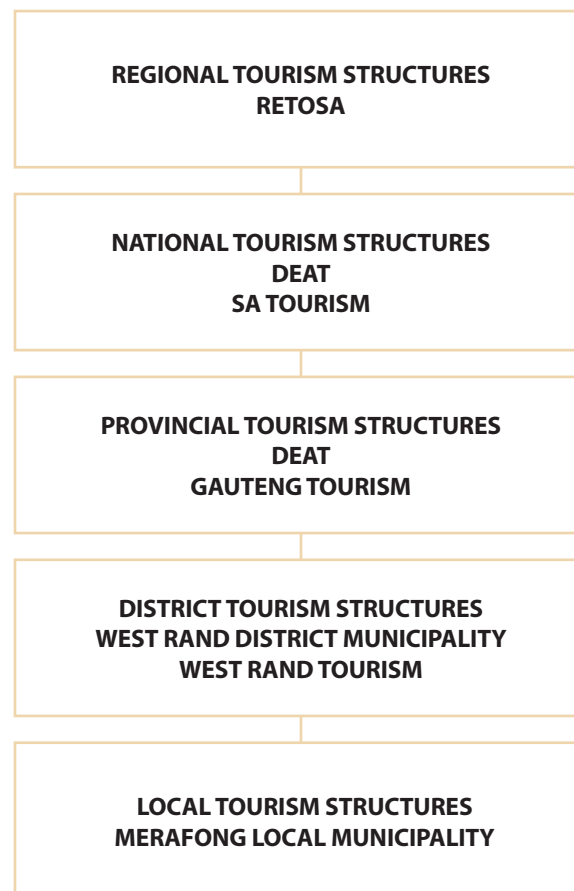 REGIONAL TOURISM STRUCTURES
RETOSA
NATIONAL TOURISM STRUCTURES
DEAT
SA TOURISM
PROVINCIAL TOURISM STRUCTURES
DEAT
GAUTENG TOURISM
DISTRICT TOURISM STRUCTURES
WEST RAND DISTRICT MUNICIPALITY
WEST RAND TOURISM
LOCAL TOURISM STRUCTURES
MERAFONG LOCAL MUNICIPALITY